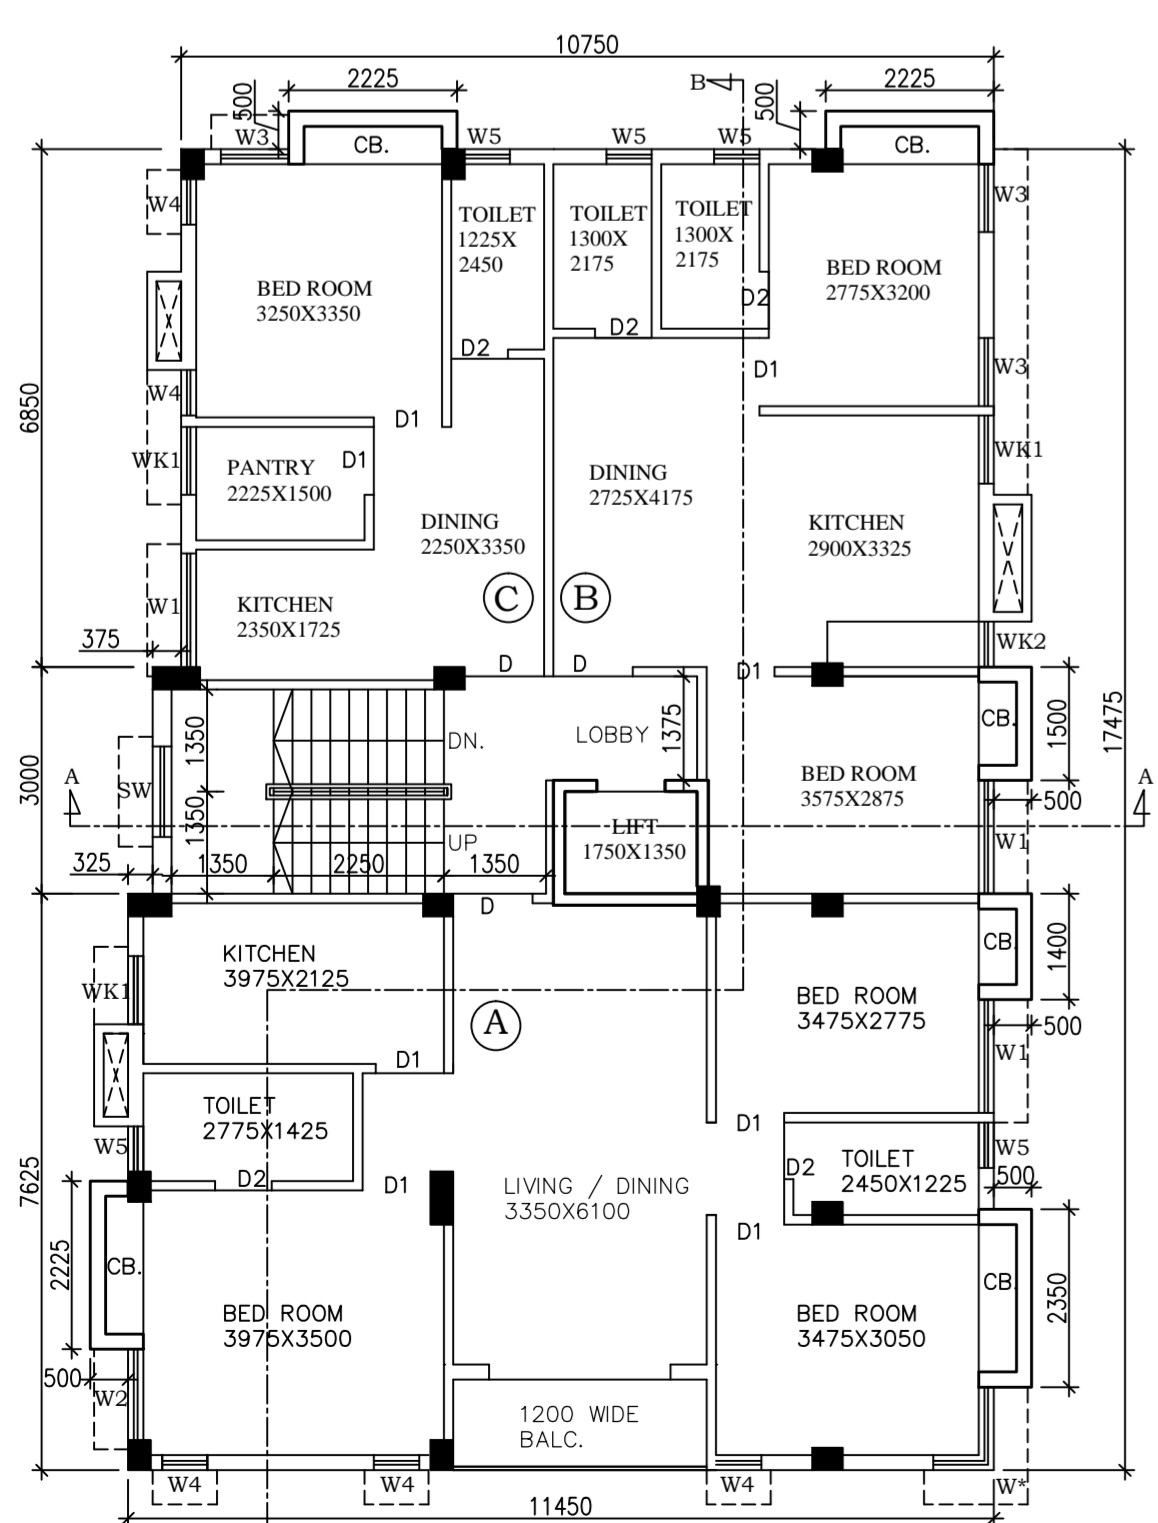 10750
2225
B
2225
500
500
W3
CB.
W5
W5
W5
CB.
W4
TOILET
1225X
2450
TOILET
1300X
2175
TOILET
1300X
2175
W3
BED ROOM
3250X3350
BED ROOM
2775X3200
D2
D2
D2
W4
D1
W3
6850
D1
WK1
PANTRY
2225X1500
D1
DINING
2725X4175
WK1
DINING
2250X3350
KITCHEN
2900X3325
W1
KITCHEN
2350X1725
C
B
375
WK2
D
D
D1
1350
DN.
LOBBY
1375
CB.
1500
17475
3000
A
SW
BED ROOM
3575X2875
A
500
1350
UP
LIFT
1750X1350
W1
325
1350
2250
1350
D
KITCHEN
3975X2125
CB.
1400
WK1
A
BED ROOM
3475X2775
500
W1
D1
TOILET
2775X1425
D1
W5
W5
D2
TOILET
2450X1225
500
D2
D1
LIVING / DINING
3350X6100
7625
D1
2225
CB.
CB.
2350
BED ROOM
3975X3500
BED ROOM
3475X3050
500
W2
1200 WIDE
BALC.
W4
W4
W4
W*
11450